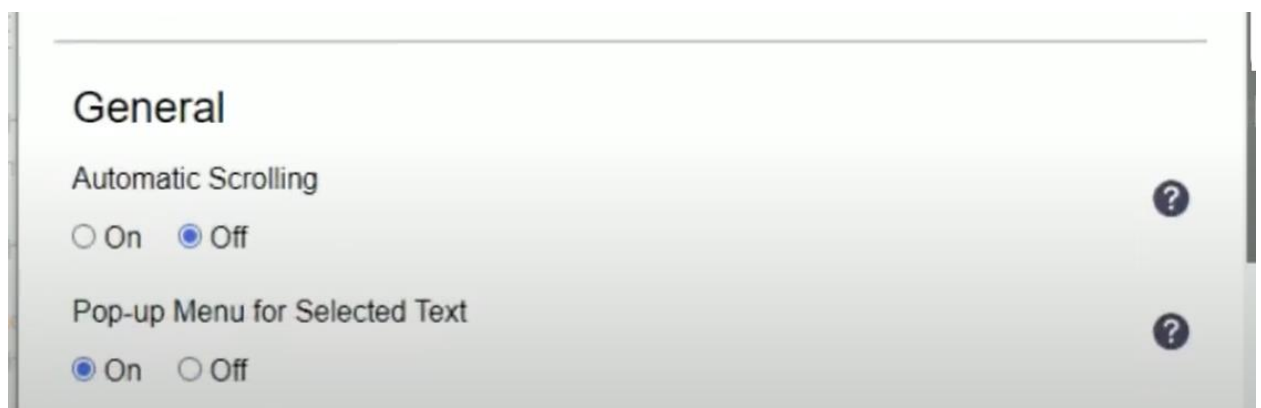 General
Automatic Scrolling
On Off
Pop-up Menu for Selected Text
On Off